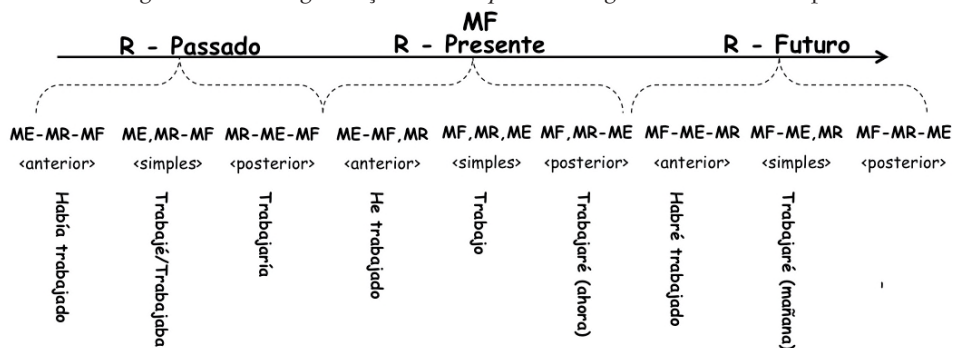 MF
R - Passado R - Presente R - Futuro
ME-MR-MF ME,MR-MF MR-ME-MF ME-MF,MR MF,MR,ME MF,MR-ME MF-ME-MR MF-ME,MR MF-MR-ME
<anterior> <simples> <posterior> <anterior> <simples> <posterior> <anterior> <simples> <posterior>
Había trabajado
Trabajé/Trabajaba
Trabajaría
He trabajado
Trabajo
Trabajaré (ahora)
Habré trabajado
Trabajaré (mañana)
-